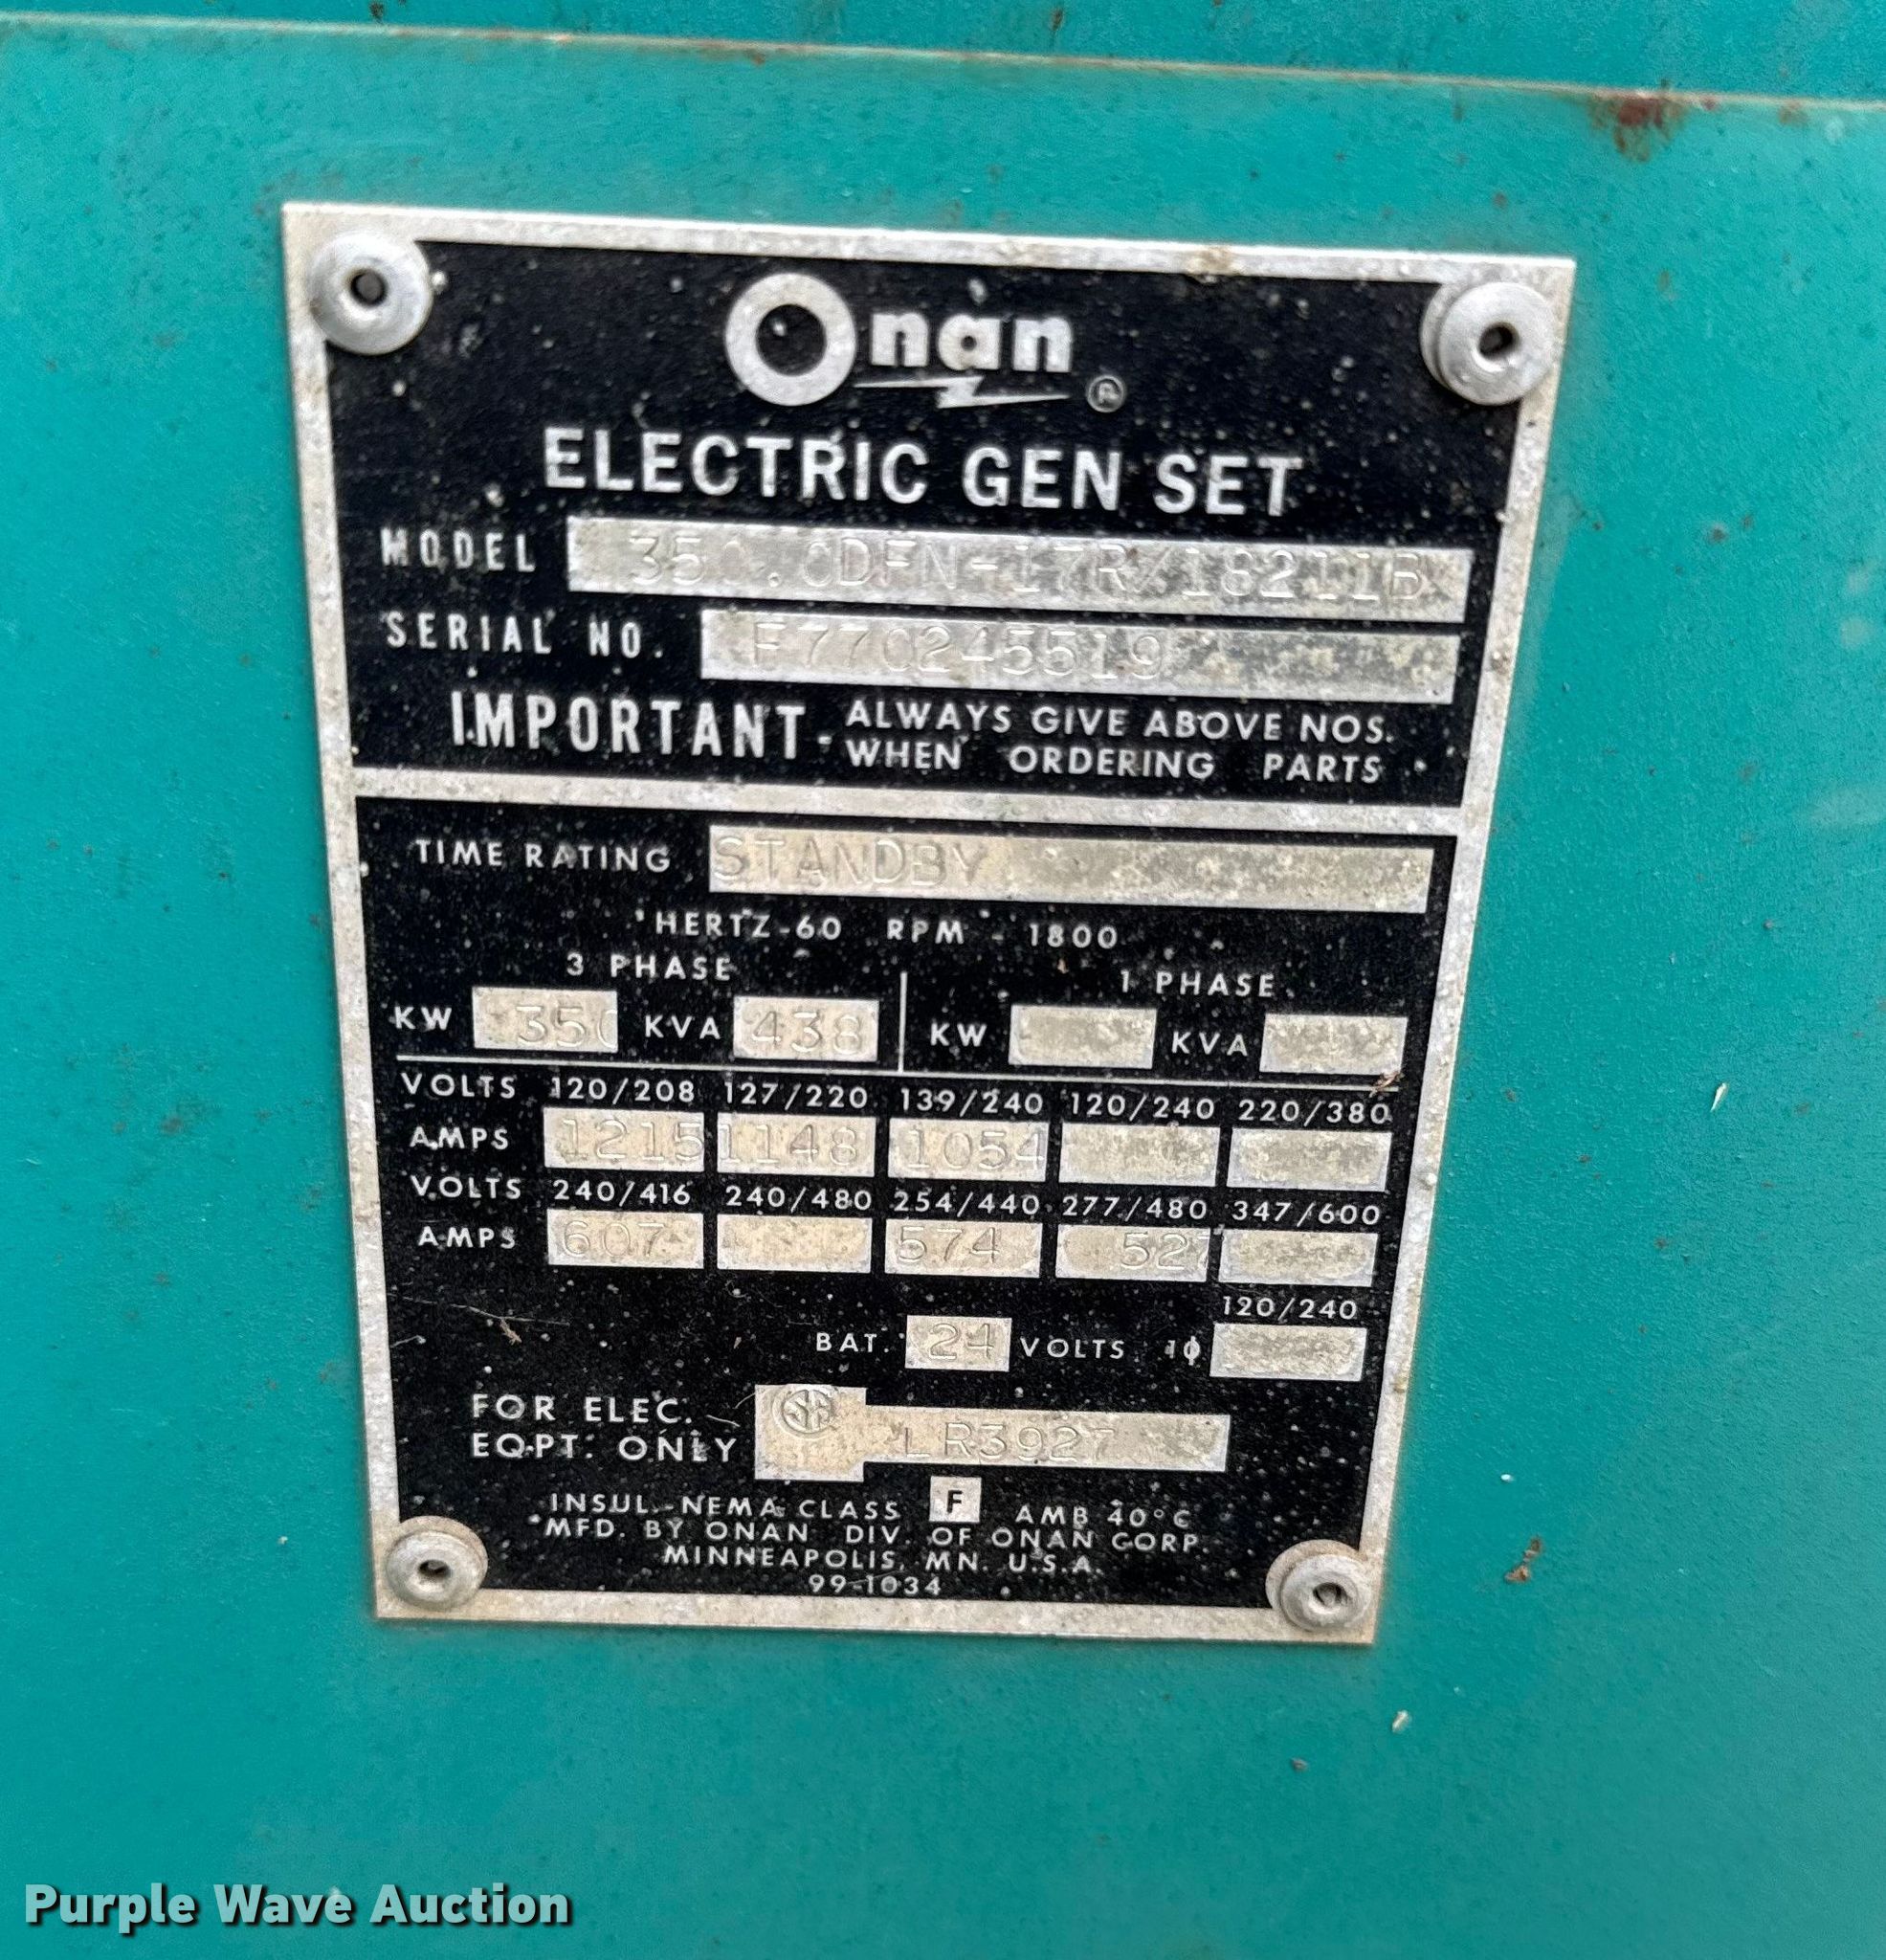 Onan ®
ELECTRIC GEN SET
MODEL 350.0DFN-17R/18211B
SERIAL NO. F770245519
IMPORTANT- ALWAYS GIVE ABOVE NOS.
WHEN ORDERING PARTS
TIME RATING STANDBY
HERTZ-60 RPM - 1800
3 PHASE 1 PHASE
KW 350 KVA 438 KW KVA
VOLTS 120/208 127/220 139/240 120/240 220/380
AMPS 1215 1148 1054
VOLTS 240/416 240/480 254/440 277/480 347/600
AMPS 607 574 527
120/240
BAT. 24 VOLTS 1φ
FOR ELEC.
EQPT. ONLY SA LR3927
INSUL.-NEMA CLASS F AMB 40°C
MFD. BY ONAN DIV. OF ONAN CORP.
MINNEAPOLIS, MN. U.S.A.
99-1034
Purple Wave Auction